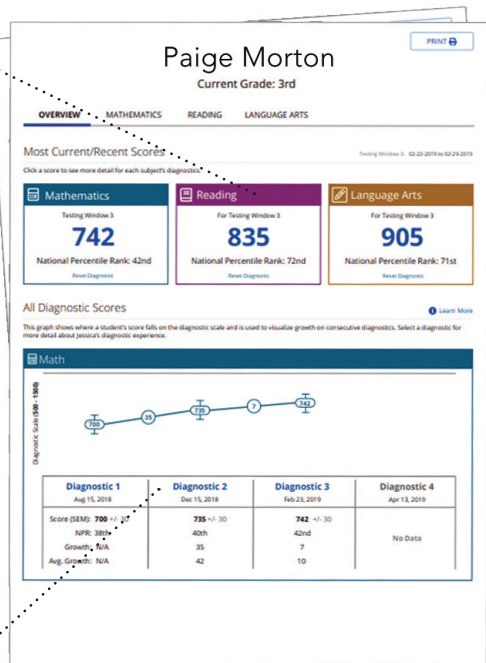 PRINT
Paige Morton
Current Grade: 3rd
OVERVIEW MATHEMATICS READING LANGUAGE ARTS
Most Current/Recent Scores
Testing Window 3: 02-22-2019 to 02-29-2019
Click a score to see more detail for each subject's diagnostics.
Mathematics
Testing Window 3
742
National Percentile Rank: 42nd
Reset Diagnostic
Reading
For Testing Window 3
835
National Percentile Rank: 72nd
Reset Diagnostic
Language Arts
For Testing Window 3
905
National Percentile Rank: 71st
Reset Diagnostic
All Diagnostic Scores
Learn More
This graph shows where a student's score falls on the diagnostic scale and is used to visualize growth on consecutive diagnostics. Select a diagnostic for
more detail about Jessica's diagnostic experience.
Math
Diagnostic Scale (500 - 1500)
700 35 735 7 742
Diagnostic 1 Diagnostic 2 Diagnostic 3 Diagnostic 4
Aug 15, 2018 Dec 15, 2018 Feb 23, 2019 Apr 13, 2019
Score (SEM): 700 +/- 30 735 +/- 30 742 +/- 30
NPR: 38th 40th 42nd No Data
Growth: N/A 35 7
Avg. Growth: N/A 42 10